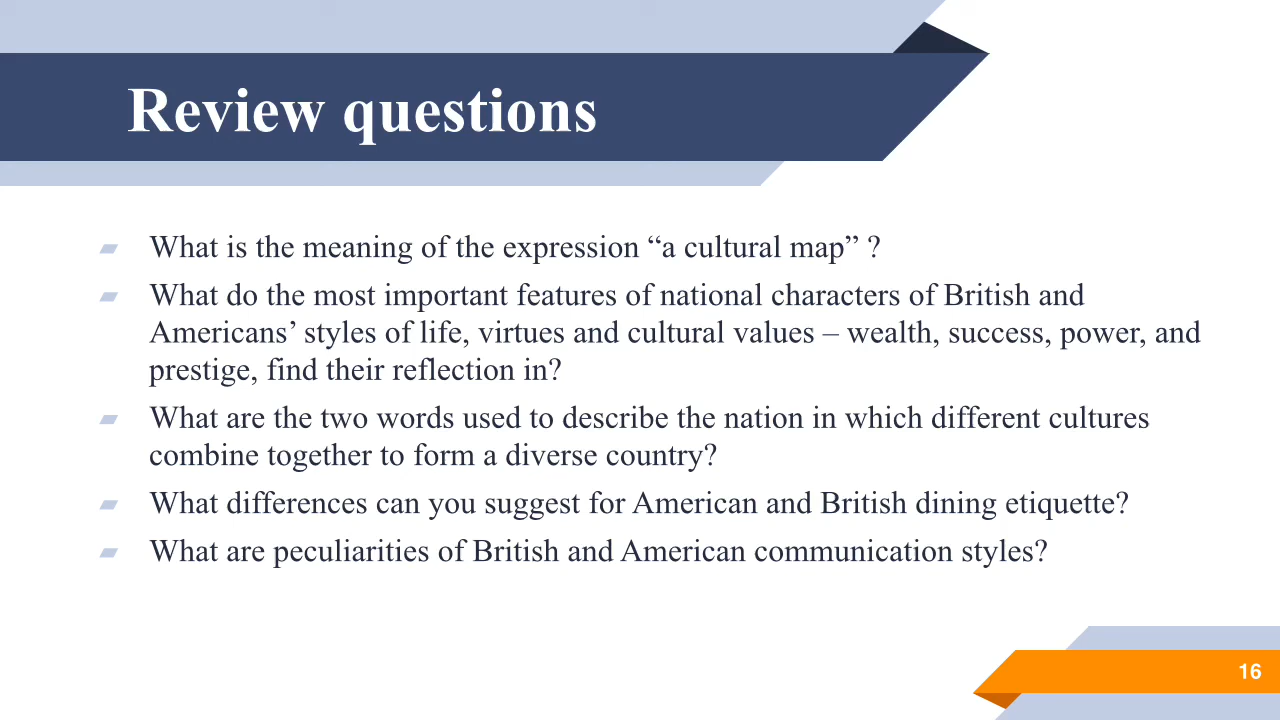 Review questions
What is the meaning of the expression “a cultural map” ?
What do the most important features of national characters of British and
Americans’ styles of life, virtues and cultural values – wealth, success, power, and
prestige, find their reflection in?
What are the two words used to describe the nation in which different cultures
combine together to form a diverse country?
What differences can you suggest for American and British dining etiquette?
What are peculiarities of British and American communication styles?
16